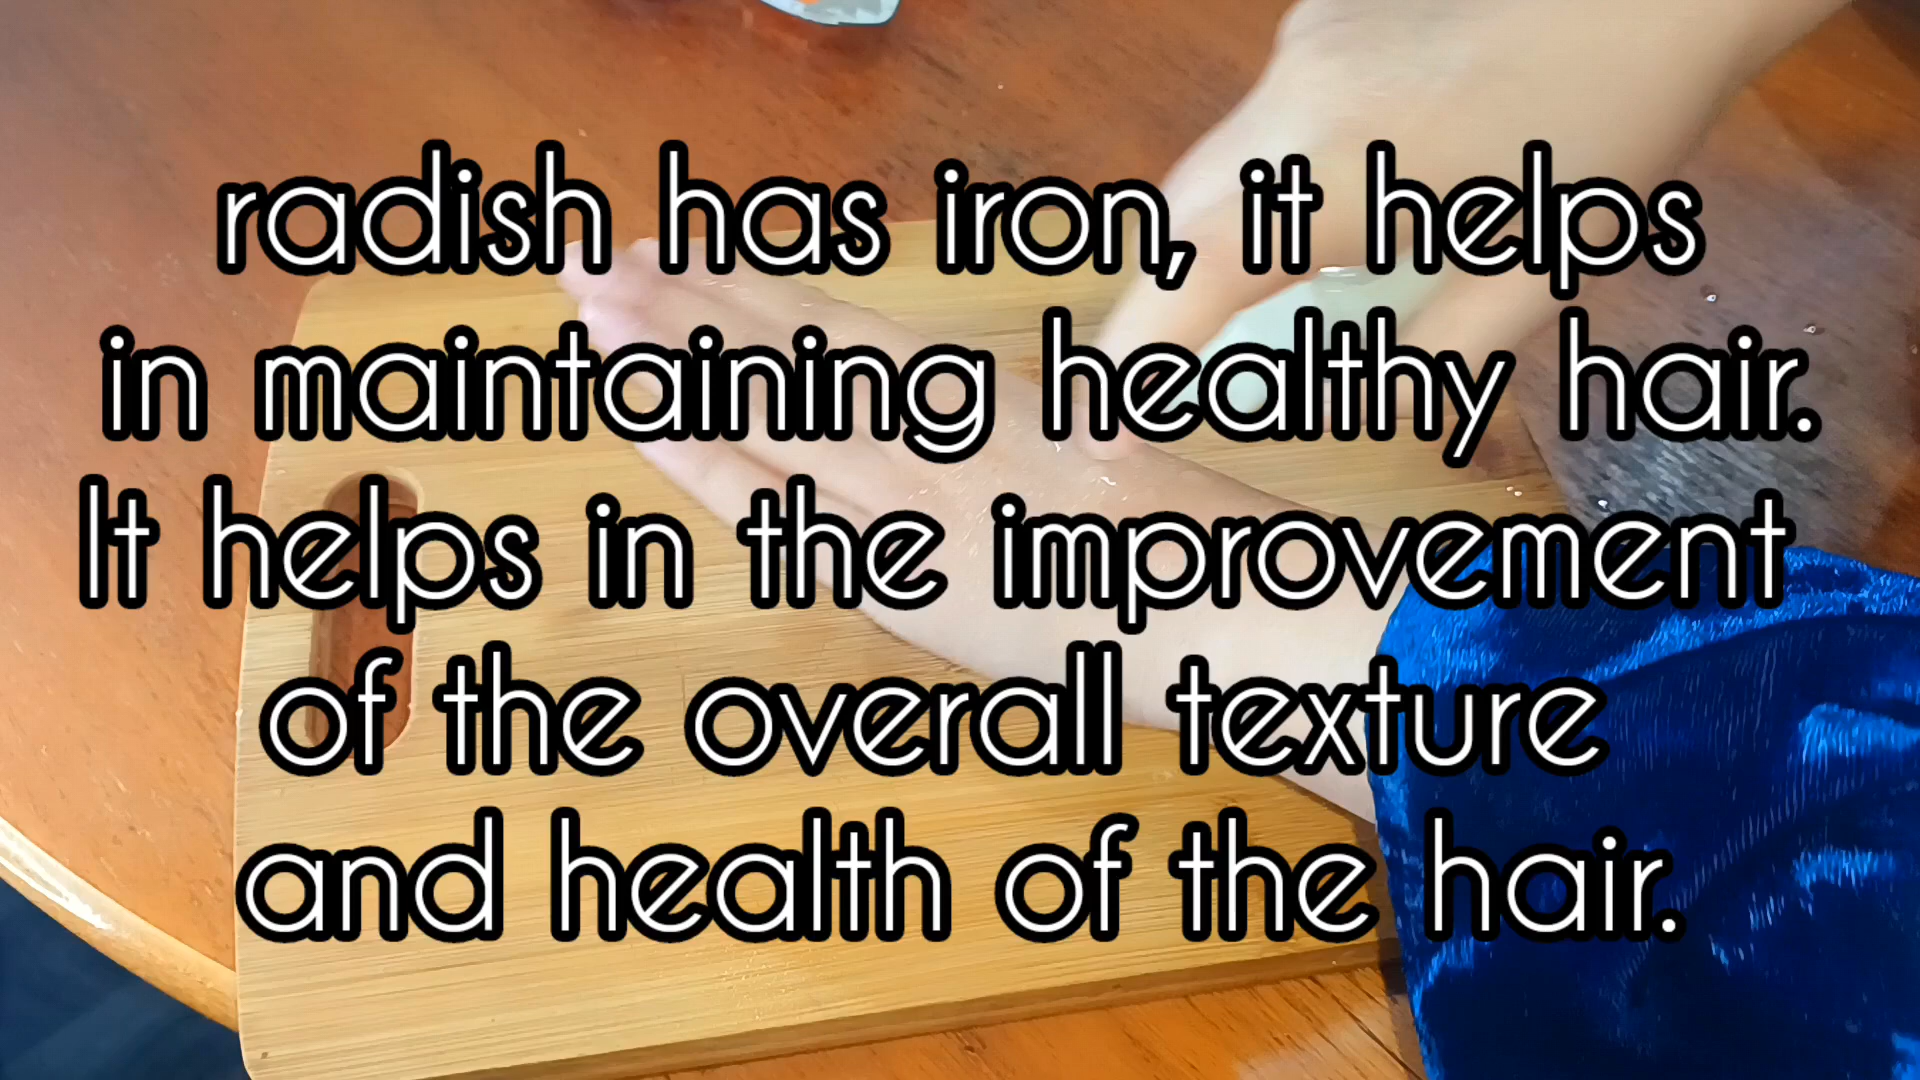 radish has iron, it helps
in maintaining healthy hair.
It helps in the improvement
of the overall texture
and health of the hair.